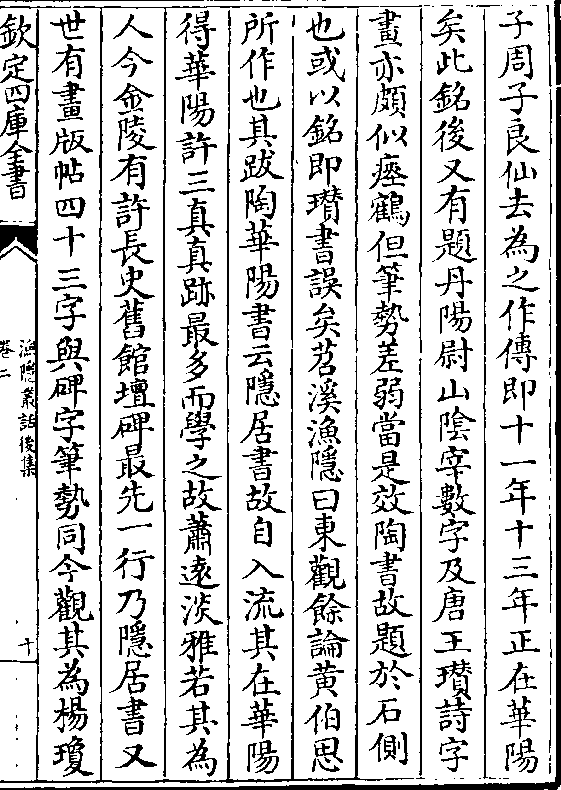 子周子良仙去為之作傳即十一年十三年正在華陽
矣此銘後又有題丹陽尉山陰宰數字及唐王瓚詩字
畫亦頗似瘞鶴但筆勢差弱當是效陶書故題於石側
也或以銘即瓚書誤矣苕溪漁隱曰東觀餘論黄伯思
所作也其跋陶華陽書云隱居書故自入流其在華陽
得華陽許三真真跡最多而學之故蕭逺淡雅若其為
人今金陵有許長史舊館壇碑最先一行乃隱居書又
世有畫版帖四十三字與碑字筆勢同今觀其為楊瓊
欽定四庫全書
漁隱叢話後集
卷二
十